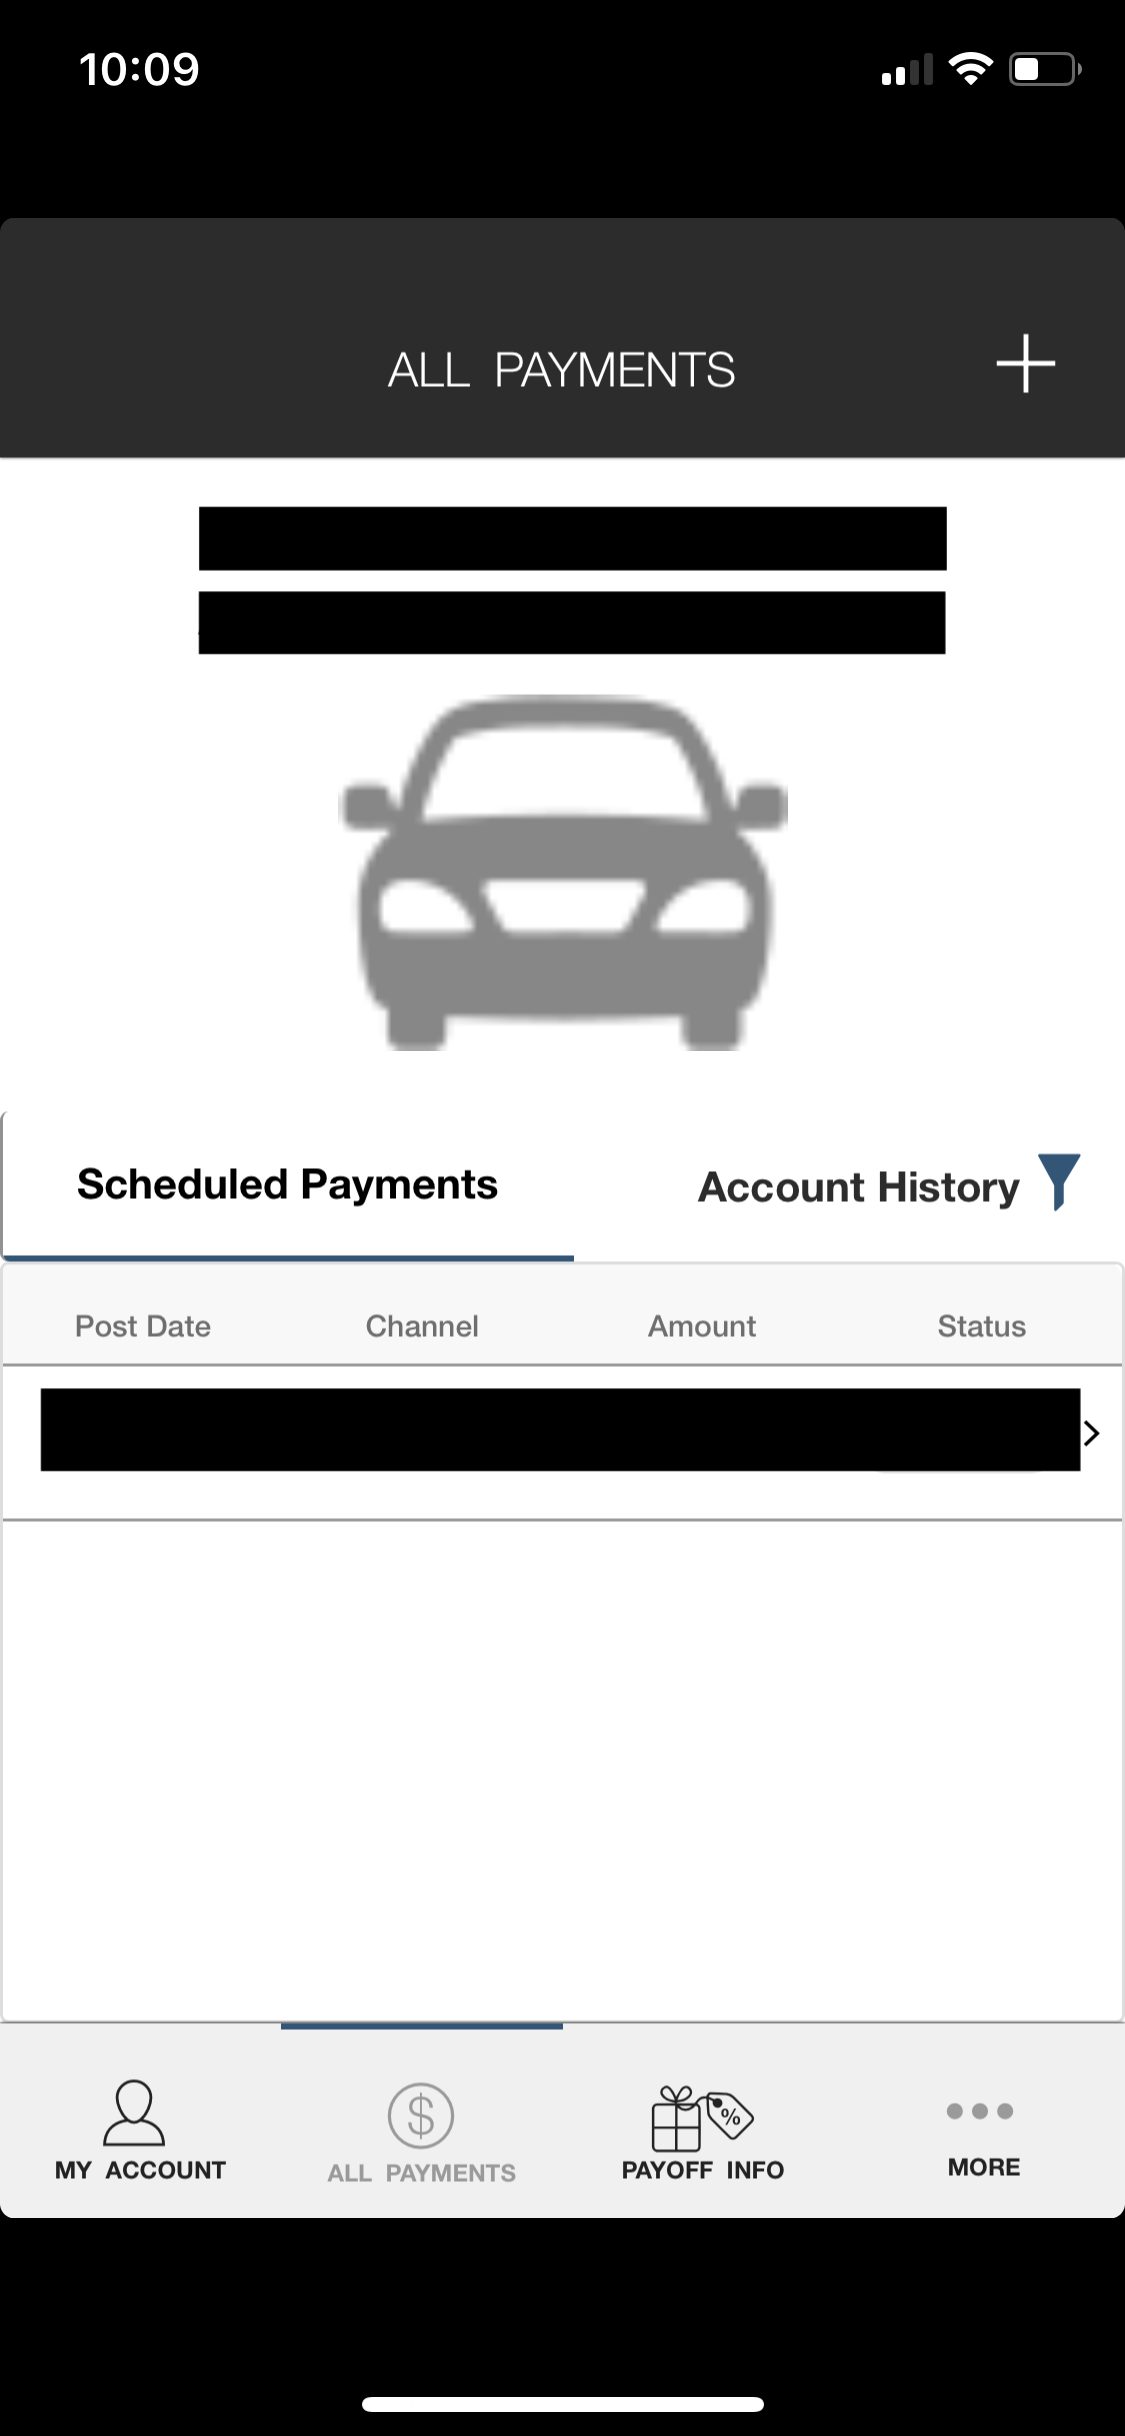 10:09
ALL PAYMENTS
Scheduled Payments
Account History
Post Date Channel Amount Status
$
%
MY ACCOUNT ALL PAYMENTS PAYOFF INFO MORE